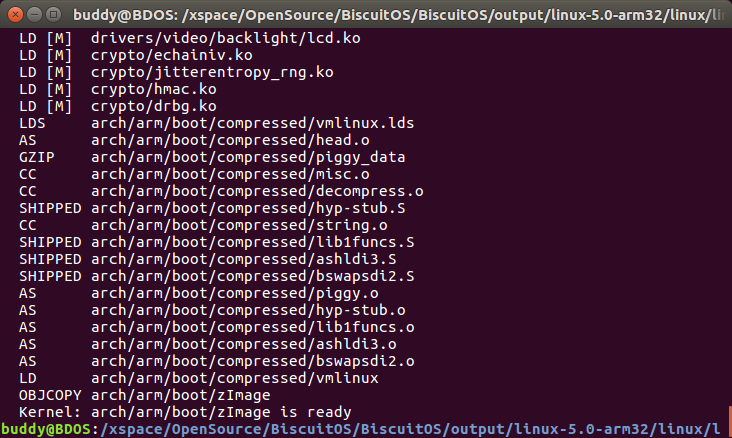 buddy@BDOS: /xspace/OpenSource/BiscuitOS/BiscuitOS/output/linux-5.0-arm32/linux/li
LD [M]  drivers/video/backlight/lcd.ko
LD [M]  crypto/echainiv.ko
LD [M]  crypto/jitterentropy_rng.ko
LD [M]  crypto/hmac.ko
LD [M]  crypto/drbg.ko
LDS     arch/arm/boot/compressed/vmlinux.lds
AS      arch/arm/boot/compressed/head.o
GZIP    arch/arm/boot/compressed/piggy_data
CC      arch/arm/boot/compressed/misc.o
CC      arch/arm/boot/compressed/decompress.o
SHIPPED arch/arm/boot/compressed/hyp-stub.S
CC      arch/arm/boot/compressed/string.o
SHIPPED arch/arm/boot/compressed/lib1funcs.S
SHIPPED arch/arm/boot/compressed/ashldi3.S
SHIPPED arch/arm/boot/compressed/bswapsdi2.S
AS      arch/arm/boot/compressed/piggy.o
AS      arch/arm/boot/compressed/hyp-stub.o
AS      arch/arm/boot/compressed/lib1funcs.o
AS      arch/arm/boot/compressed/ashldi3.o
AS      arch/arm/boot/compressed/bswapsdi2.o
LD      arch/arm/boot/compressed/vmlinux
OBJCOPY arch/arm/boot/zImage
Kernel: arch/arm/boot/zImage is ready
buddy@BDOS:/xspace/OpenSource/BiscuitOS/BiscuitOS/output/linux-5.0-arm32/linux/l